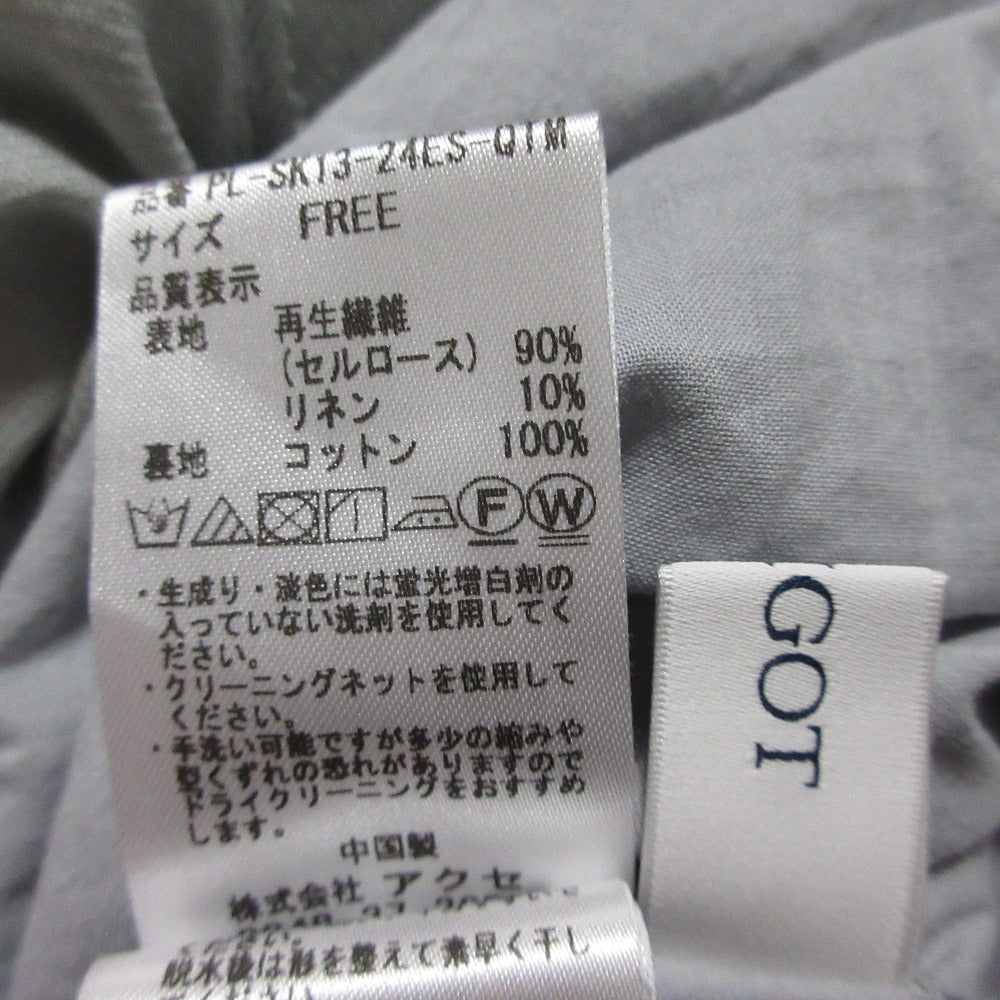 品番 PL-SK13-24ES-Q1M
サイズ FREE
品質表示
表地 再生繊維
(セルロース) 90%
リネン 10%
裏地 コットン 100%
F W
・生成り・淡色には蛍光増白剤の
入っていない洗剤を使用してく
ださい。
・クリーニングネットを使用して
ください。
・手洗い可能ですが多少の縮みや
型くずれの恐れがありますので
ドライクリーニングをおすすめ
します。
中国製
株式会社 アクセ
ください。
脱水後は形を整えて素早く干し
GOT